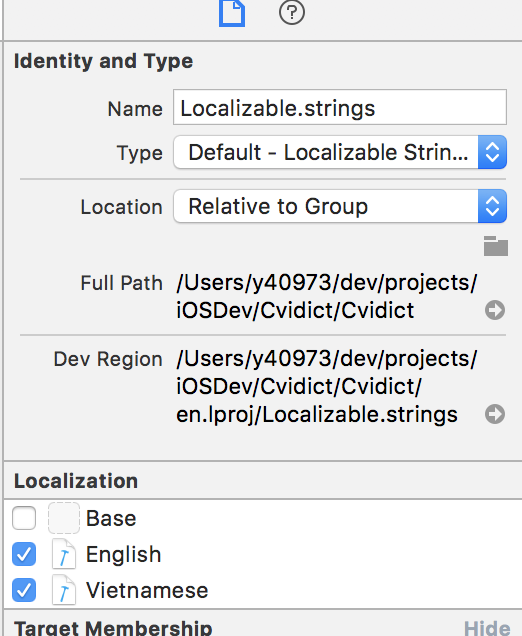 Identity and Type
Name Localizable.strings
Type Default - Localizable Strin...
Location Relative to Group
Full Path /Users/y40973/dev/projects/
iOSDev/Cvidict/Cvidict
Dev Region /Users/y40973/dev/projects/
iOSDev/Cvidict/Cvidict/
en.lproj/Localizable.strings
Localization
Base
English
Vietnamese
Target Membership Hide